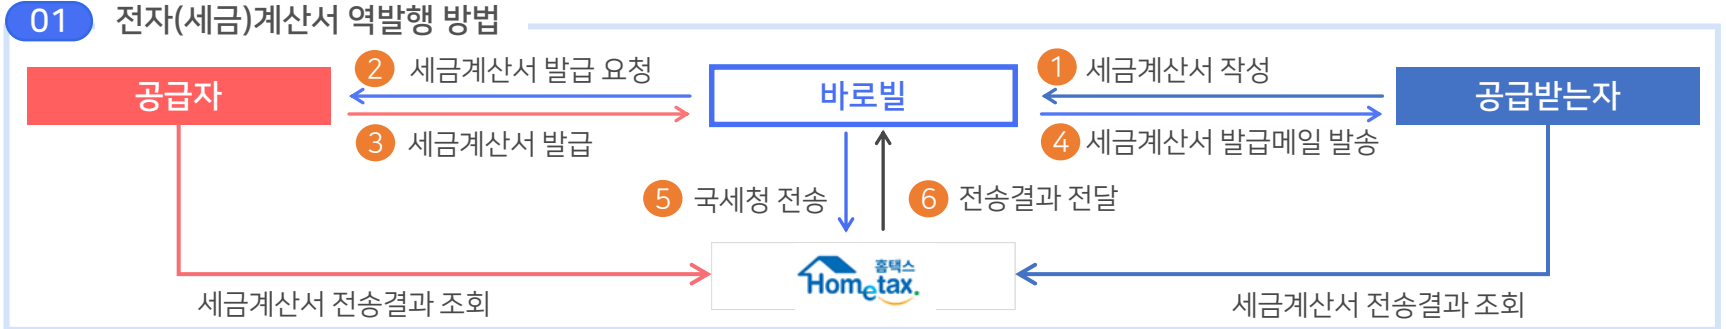 01 전자(세금)계산서 역발행 방법
공급자
2 세금계산서 발급 요청
3 세금계산서 발급
바로빌
1 세금계산서 작성
4 세금계산서 발급메일 발송
공급받는자
5 국세청 전송
6 전송결과 전달
홈택스
Hometax.
세금계산서 전송결과 조회
세금계산서 전송결과 조회